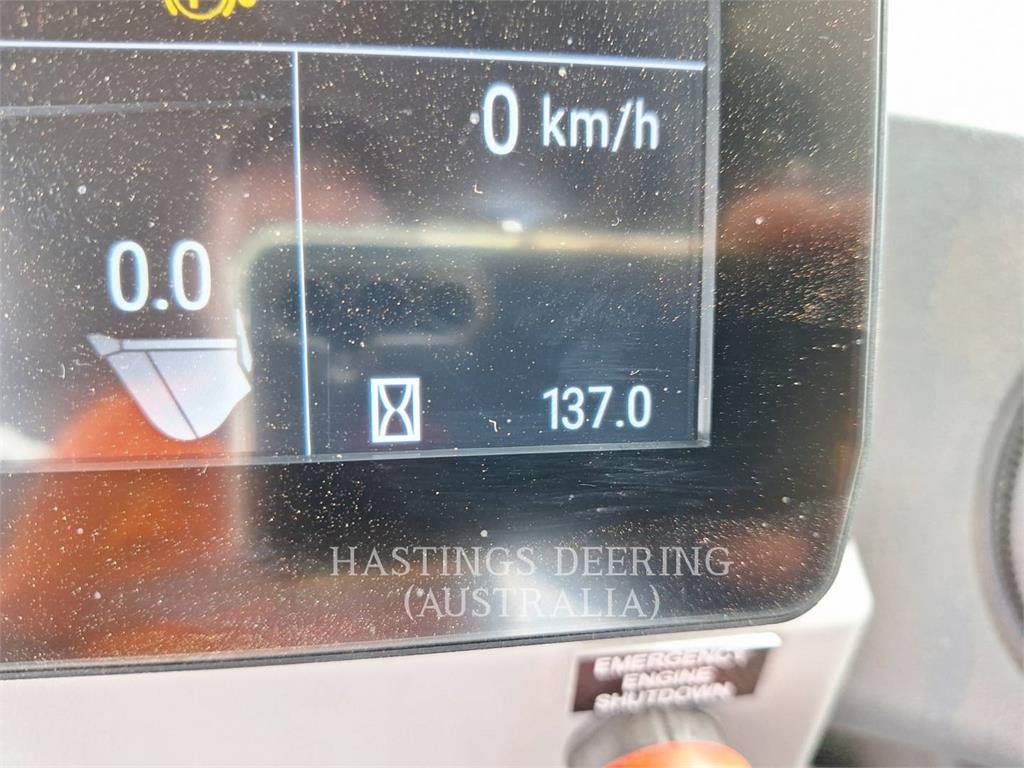 0 km/h
0.0
137.0
HASTINGS DEERING
(AUSTRALIA)
EMERGENCY
ENGINE
SHUTDOWN